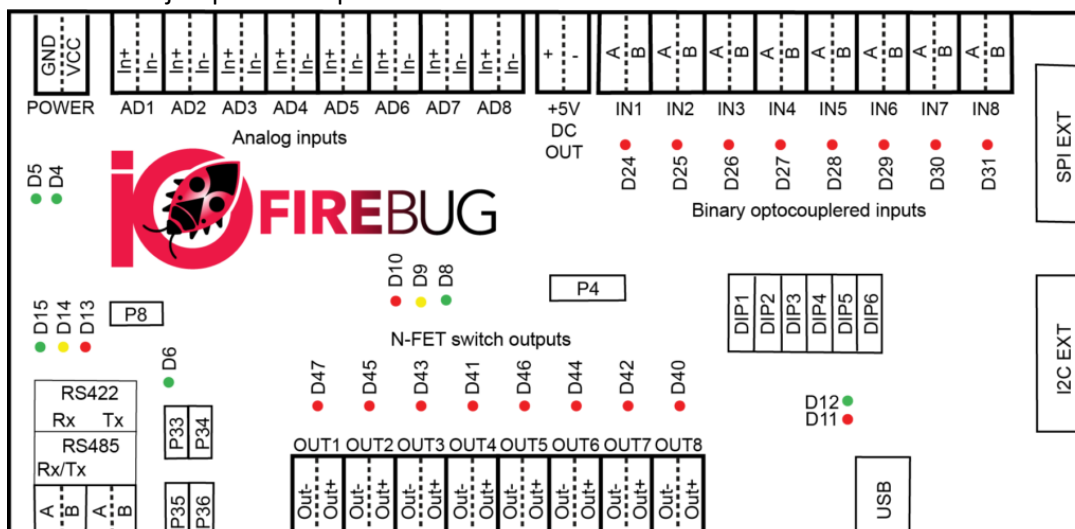 GND VCC In+ In- In+ In- In+ In- In+ In- In+ In- In+ In- In+ In- In+ In- + - A B A B A B A B A B A B A B A B
POWER AD1 AD2 AD3 AD4 AD5 AD6 AD7 AD8 +5V IN1 IN2 IN3 IN4 IN5 IN6 IN7 IN8
Analog inputs DC
OUT
D5 D4 D24 D25 D26 D27 D28 D29 D30 D31 SPI EXT
iO FIREBUG Binary optocouplered inputs
D10 D9 D8 P4
D15 D14 D13 P8 DIP1 DIP2 DIP3 DIP4 DIP5 DIP6
N-FET switch outputs I2C EXT
D6 D47 D45 D43 D41 D46 D44 D42 D40
RS422 D12
Rx Tx P33 P34 D11
RS485 OUT1 OUT2 OUT3 OUT4 OUT5 OUT6 OUT7 OUT8
Rx/Tx
A B A B P35 P36 Out- Out+ Out- Out+ Out- Out+ Out- Out+ Out- Out+ Out- Out+ Out- Out+ Out- Out+ USB